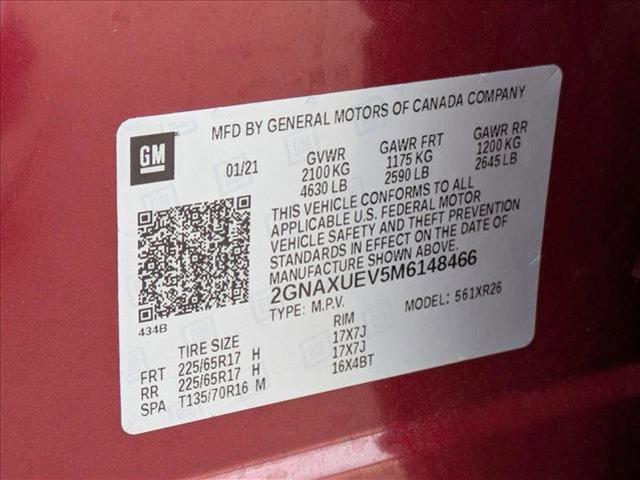 MFD BY GENERAL MOTORS OF CANADA COMPANY
GM
01/21
GVWR
2100 KG
4630 LB
GAWR FRT
1175 KG
2590 LB
GAWR RR
1200 KG
2645 LB
THIS VEHICLE CONFORMS TO ALL
APPLICABLE U.S. FEDERAL MOTOR
VEHICLE SAFETY AND THEFT PREVENTION
STANDARDS IN EFFECT ON THE DATE OF
MANUFACTURE SHOWN ABOVE.
2GNAXUEV5M6148466
TYPE: M.P.V. MODEL: 561XR26
434B
TIRE SIZE RIM
FRT 225/65R17 H 17X7J
RR 225/65R17 H 17X7J
SPA T135/70R16 M 16X4BT